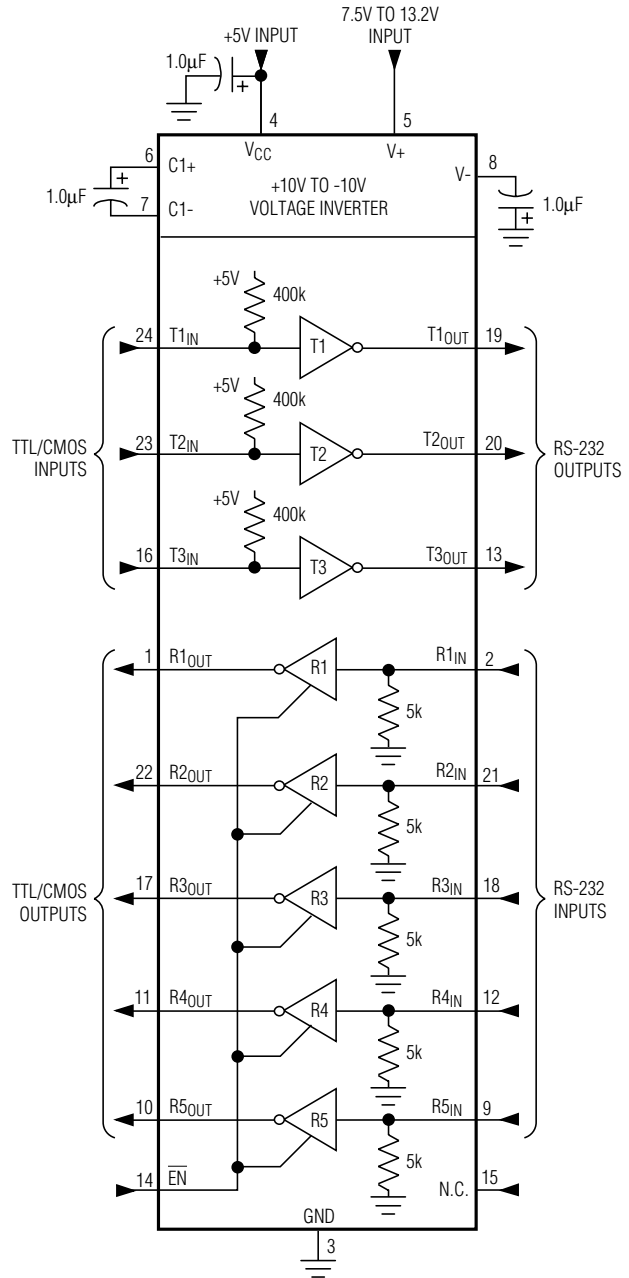 7.5V TO 13.2V
INPUT
+5V INPUT
1.0µF
+
4
5
VCC
V+
6
C1+
+
1.0µF
7
C1-
+10V TO -10V
VOLTAGE INVERTER
V-
8
1.0µF
+
+5V
400k
24
T1IN
T1
T1OUT
19
+5V
400k
TTL/CMOS
INPUTS
23
T2IN
T2
T2OUT
20
RS-232
OUTPUTS
+5V
400k
16
T3IN
T3
T3OUT
13
1
R1OUT
R1
R1IN
2
5k
22
R2OUT
R2
R2IN
21
5k
TTL/CMOS
OUTPUTS
17
R3OUT
R3
R3IN
18
RS-232
INPUTS
5k
11
R4OUT
R4
R4IN
12
5k
10
R5OUT
R5
R5IN
9
5k
14
EN
N.C.
15
GND
3